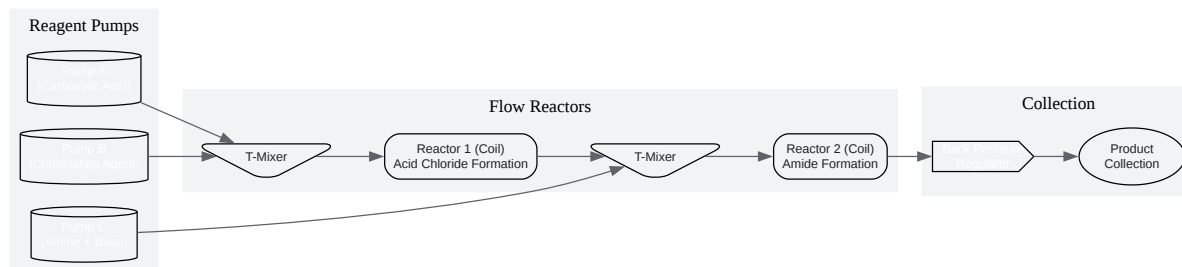 Reagent Pumps
Pump A
(Carboxylic Acid)
Pump B
(Chlorinating Agent)
Pump C
(Amine + Base)
Flow Reactors
T-Mixer
Reactor 1 (Coil)
Acid Chloride Formation
T-Mixer
Reactor 2 (Coil)
Amide Formation
Collection
Back Pressure
Regulator
Product
Collection